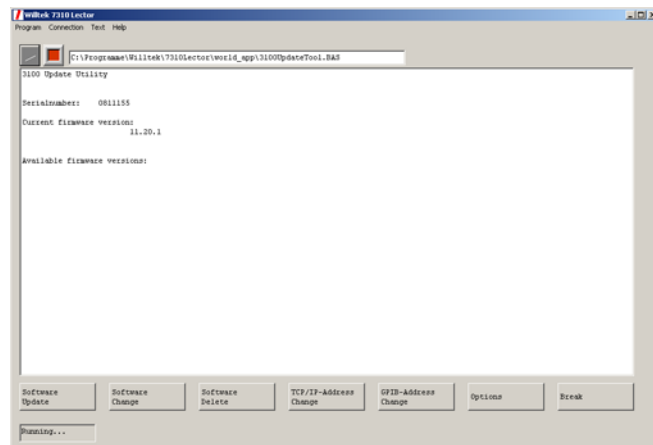 Willtek 7310 Lector
Program Connection Text Help
C:\Programme\Willtek\7310Lector\world_app\3100UpdateTool.BAS
3100 Update Utility
Serialnumber: 0811155
Current firmware version:
11.20.1
Available firmware versions:
Software Update
Software Change
Software Delete
TCP/IP-Address Change
GPIB-Address Change
Options
Break
Running...